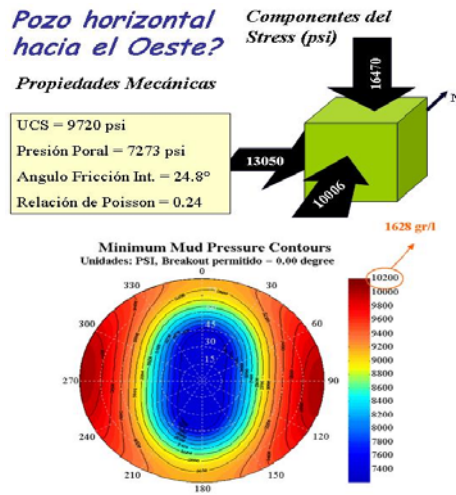 Pozo horizontal
hacia el Oeste?
Componentes del
Stress (psi)
Propiedades Mecánicas
UCS = 9720 psi
Presión Poral = 7273 psi
Angulo Fricción Int. = 24.8°
Relación de Poisson = 0.24
16470
13050
10006
N
1628 gr/l
Minimum Mud Pressure Contours
Unidades: PSI, Breakout permitido = 0.00 degree
0
30
60
90
120
150
180
210
240
270
300
330
45
30
15
10200
10000
9800
9600
9400
9200
9000
8800
8600
8400
8200
8000
7800
7600
7400